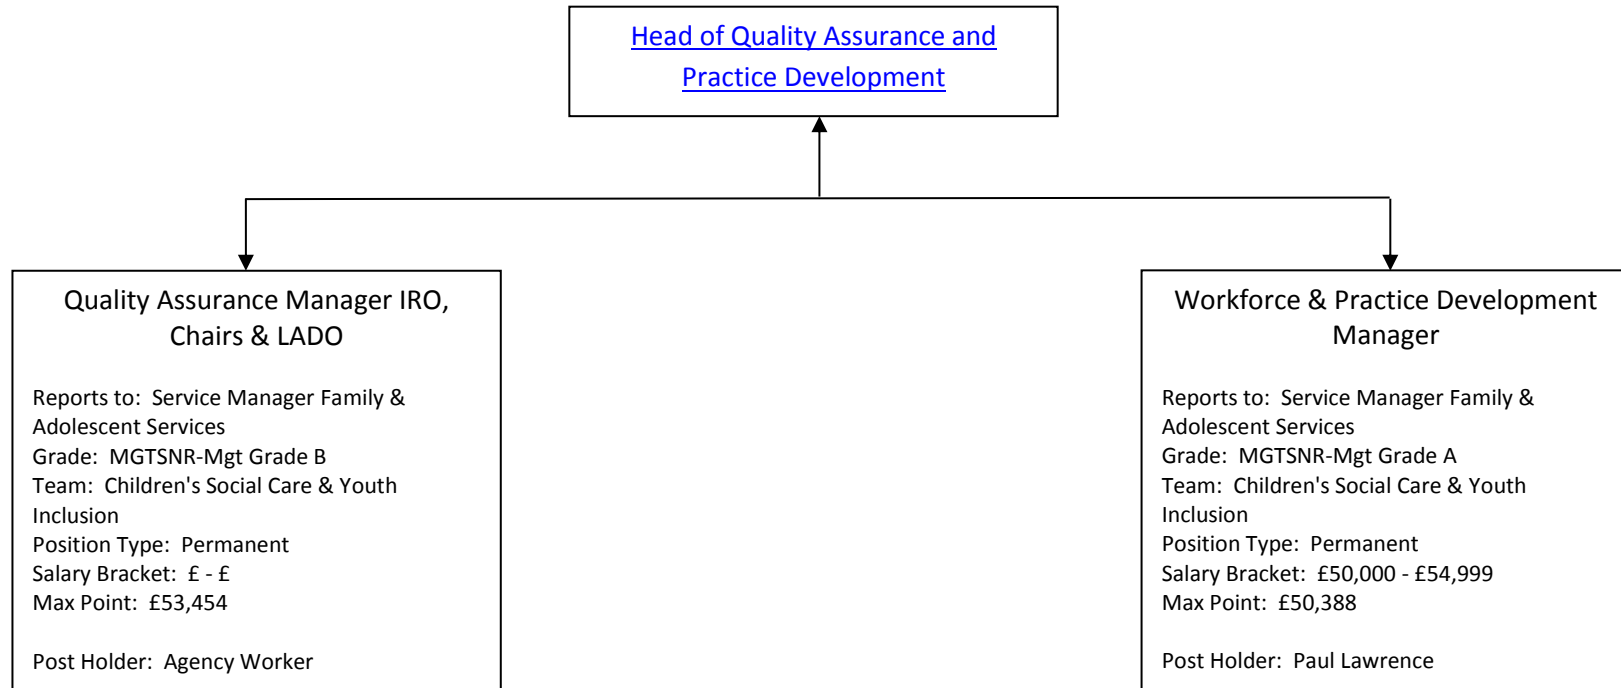 Head of Quality Assurance and
Practice Development
Quality Assurance Manager IRO,
Chairs & LADO
Reports to:  Service Manager Family &
Adolescent Services
Grade:  MGTSNR-Mgt Grade B
Team:  Children's Social Care & Youth
Inclusion
Position Type:  Permanent
Salary Bracket:  £ - £
Max Point:  £53,454
Post Holder:  Agency Worker
Workforce & Practice Development
Manager
Reports to:  Service Manager Family &
Adolescent Services
Grade:  MGTSNR-Mgt Grade A
Team:  Children's Social Care & Youth
Inclusion
Position Type:  Permanent
Salary Bracket:  £50,000 - £54,999
Max Point:  £50,388
Post Holder:  Paul Lawrence